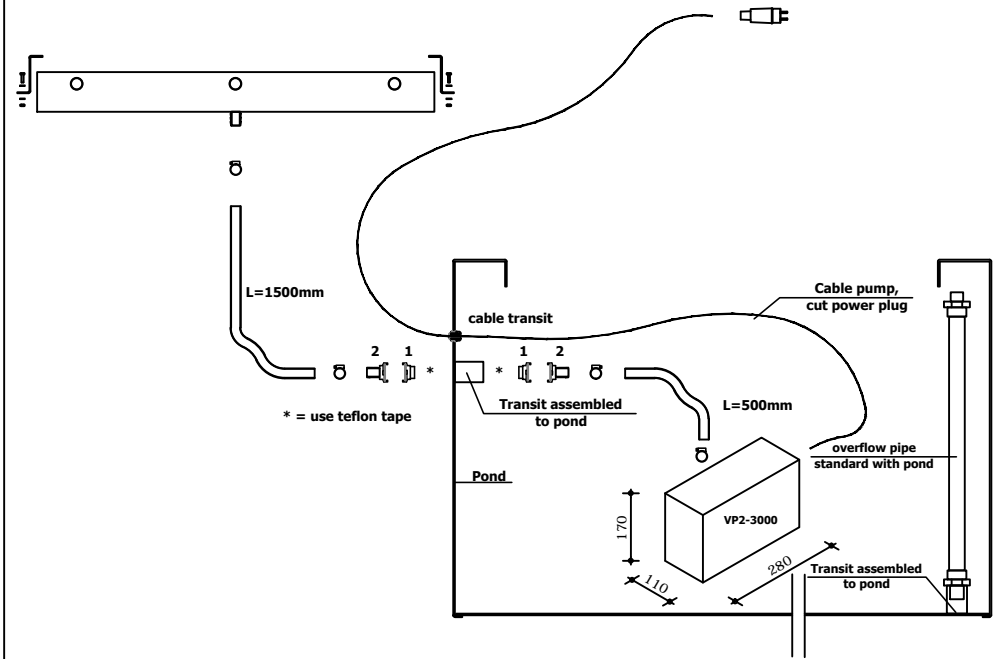 L=1500mm
Cable pump,
cut power plug
cable transit
2 1
*
*
1 2
Transit assembled
to pond
L=500mm
* = use teflon tape
overflow pipe
standard with pond
Pond
VP2-3000
170
110
280
Transit assembled
to pond